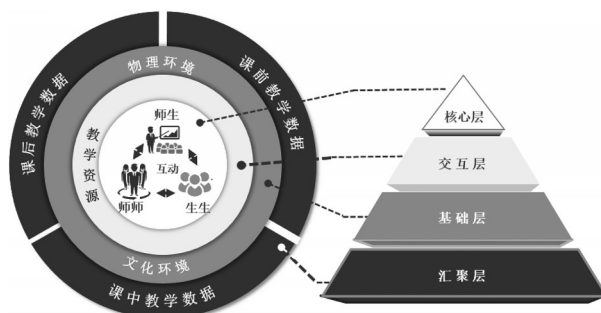 物理环境
课前教学数据
课后教学数据
教学资源
师生
互动
师师
生生
文化环境
课中教学数据
核心层
交互层
基础层
汇聚层